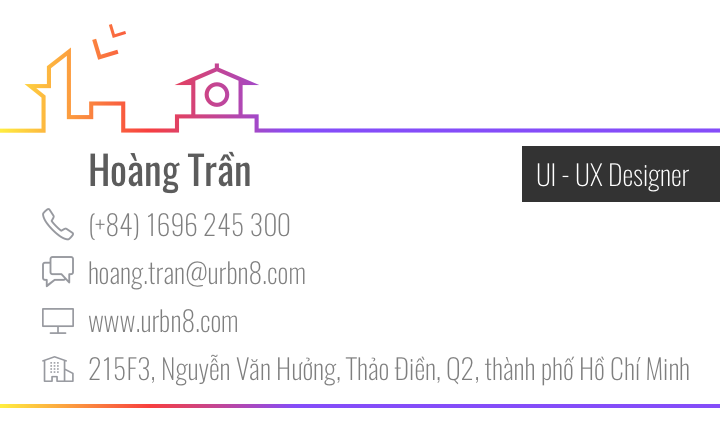 Hoàng Trần
UI - UX Designer
(+84) 1696 245 300
hoang.tran@urbn8.com
www.urbn8.com
215F3, Nguyễn Văn Hưởng, Thảo Điền, Q2, thành phố Hồ Chí Minh